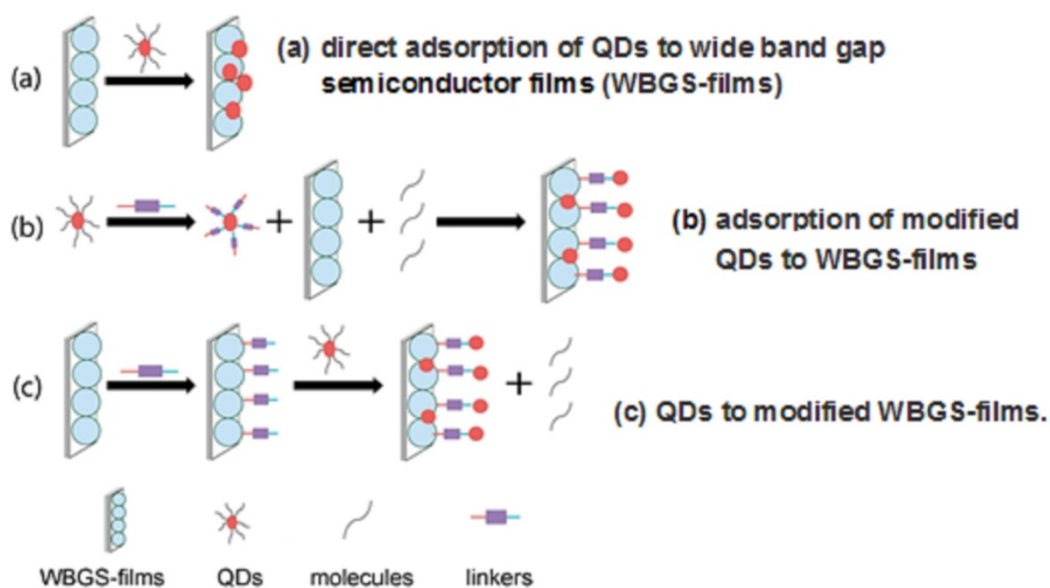 (a) (a) direct adsorption of QDs to wide band gap
semiconductor films (WBGS-films)
(b) (b) adsorption of modified
QDs to WBGS-films
(c) (c) QDs to modified WBGS-films.
WBGS-films QDs molecules linkers